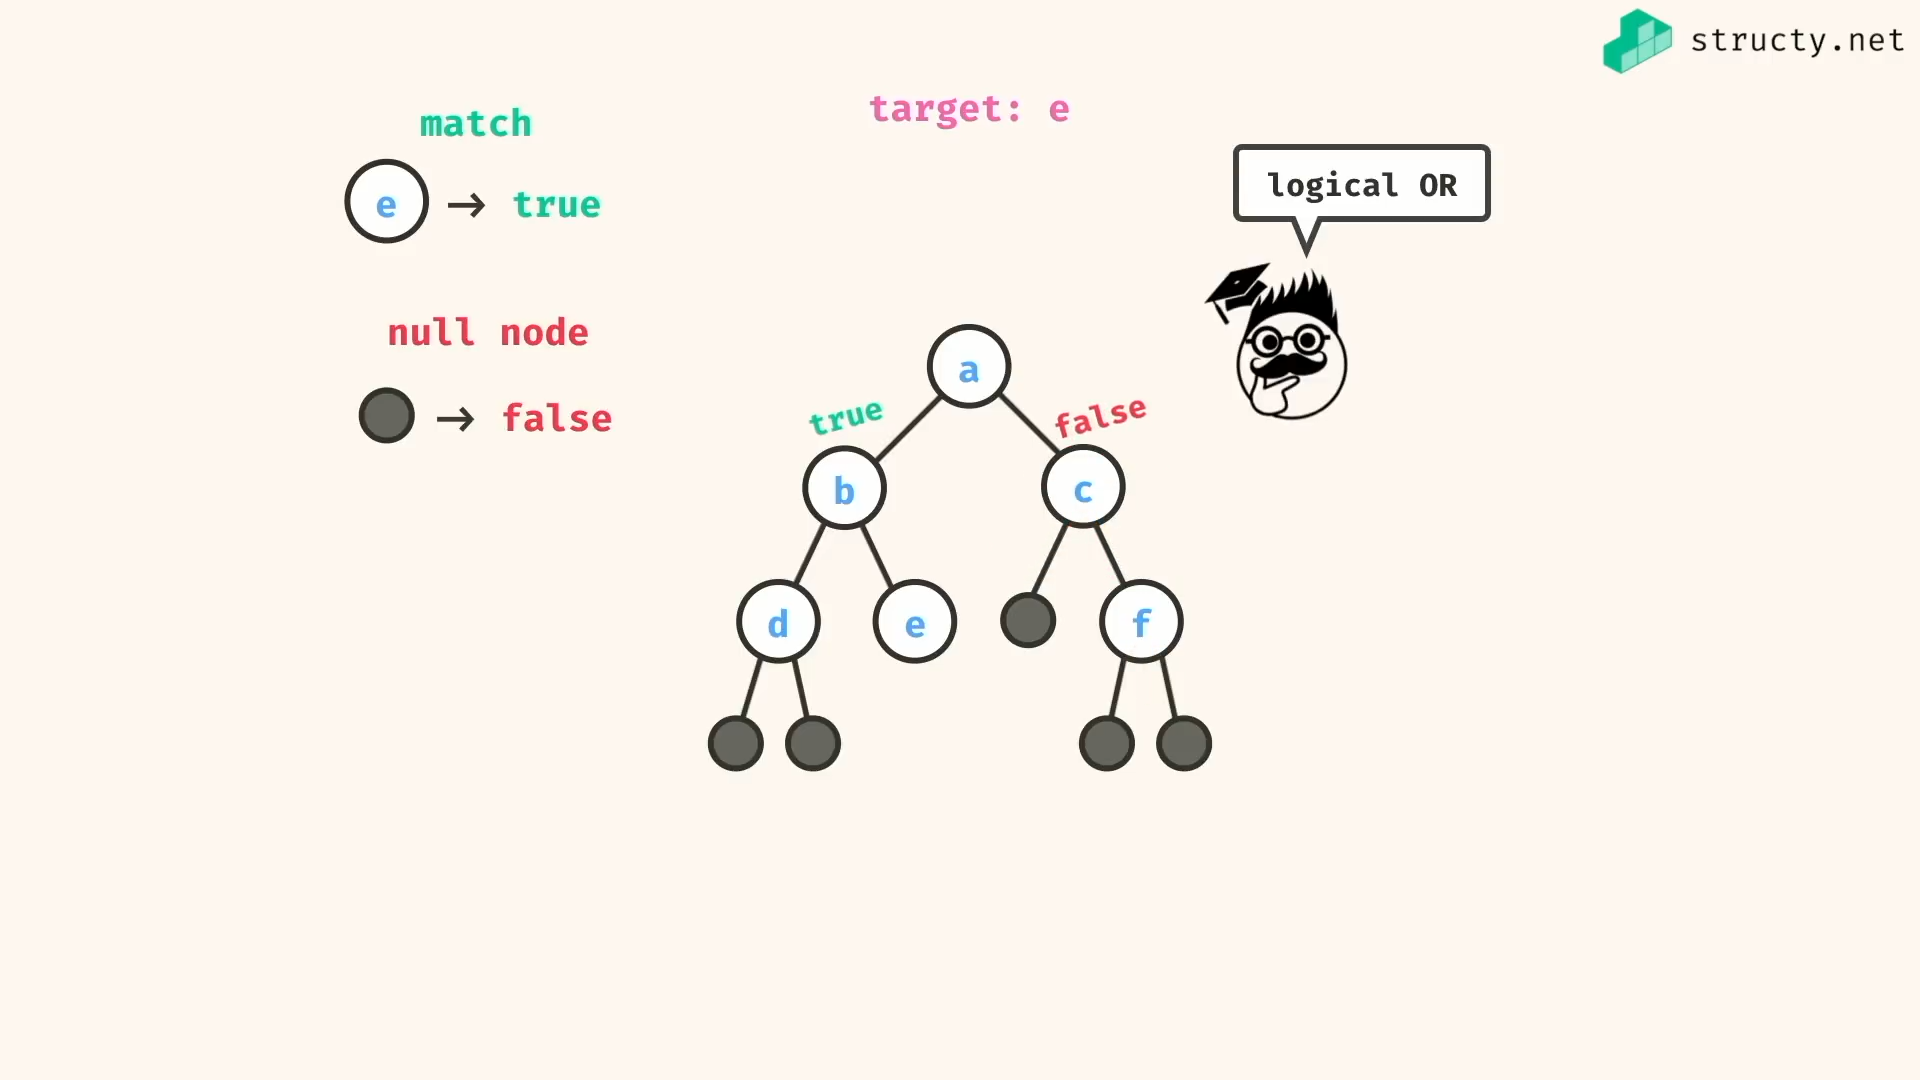 structy.net
target: e
match
e → true
null node
→ false
logical OR
a
true false
b c
d e f